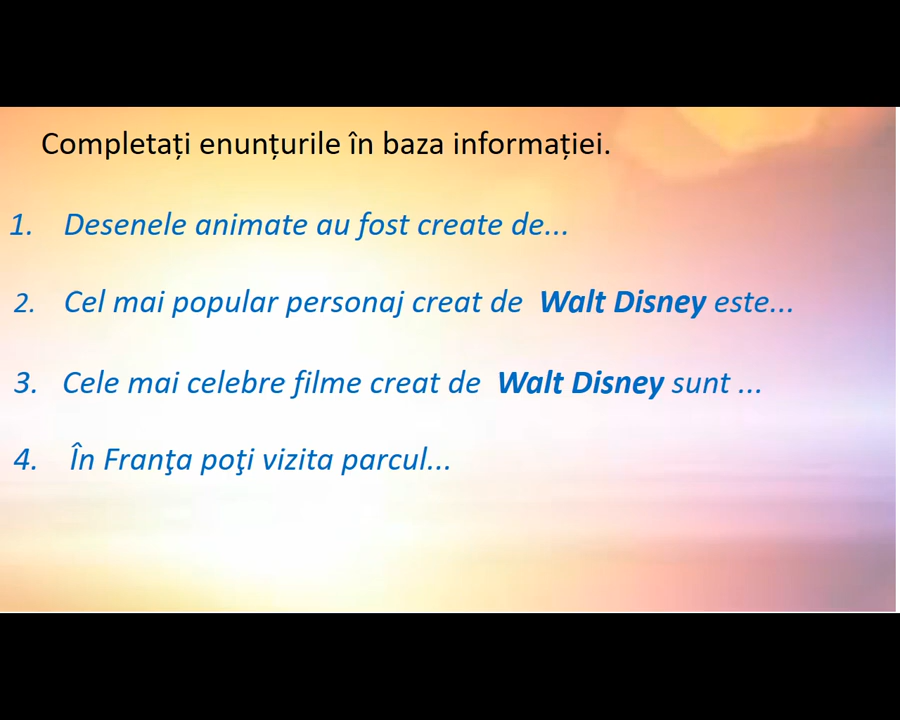 Completați enunțurile în baza informației.
1. Desenele animate au fost create de...
2. Cel mai popular personaj creat de Walt Disney este...
3. Cele mai celebre filme creat de Walt Disney sunt ...
4. În Franţa poţi vizita parcul...